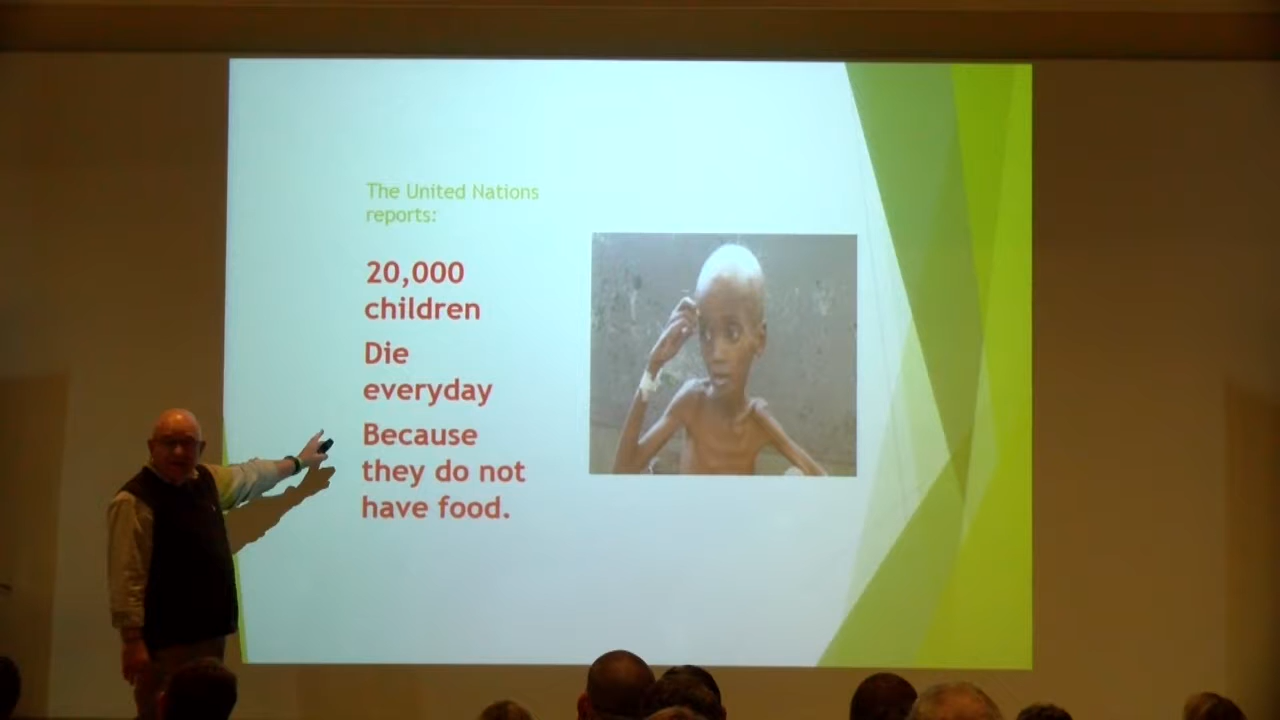 The United Nations
reports:
20,000
children
Die
everyday
Because
they do not
have food.